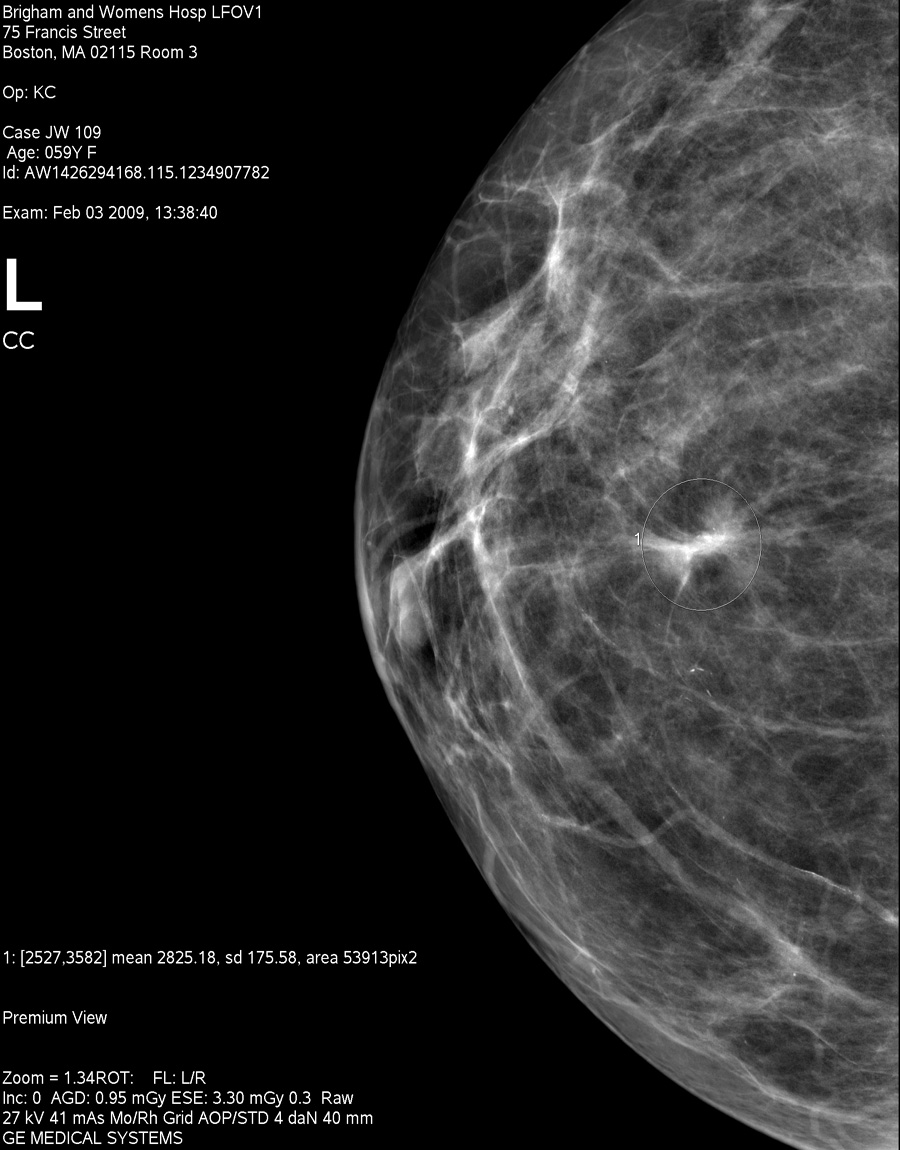 Brigham and Womens Hosp LFOV1
75 Francis Street
Boston, MA 02115 Room 3
Op: KC
Case JW 109
Age: 059Y F
Id: AW1426294168.115.1234907782
Exam: Feb 03 2009, 13:38:40
L
CC
1
1: [2527,3582] mean 2825.18, sd 175.58, area 53913pix2
Premium View
Zoom = 1.34ROT: FL: L/R
Inc: 0 AGD: 0.95 mGy ESE: 3.30 mGy 0.3 Raw
27 kV 41 mAs Mo/Rh Grid AOP/STD 4 daN 40 mm
GE MEDICAL SYSTEMS